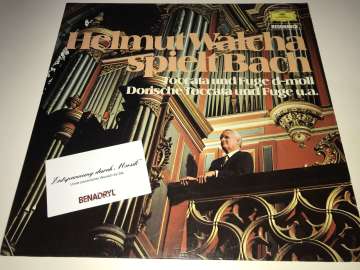 Helmut Walcha
spielt Bach
Toccata und Fuge d-moll
Dorische Toccata und Fuge u.a.
„Entspannung durch Musik“
BENADRYL